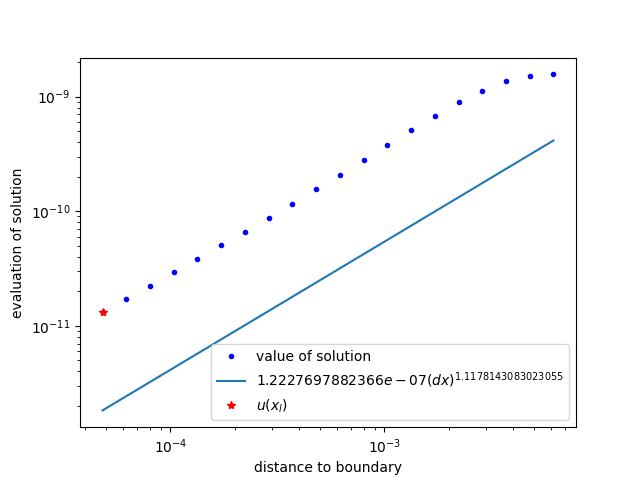 10⁻⁹
10⁻¹⁰
10⁻¹¹
evaluation of solution
value of solution
1.2227697882366e − 07(dx)^1.1178143083023055
u(x_l)
10⁻⁴
10⁻³
distance to boundary